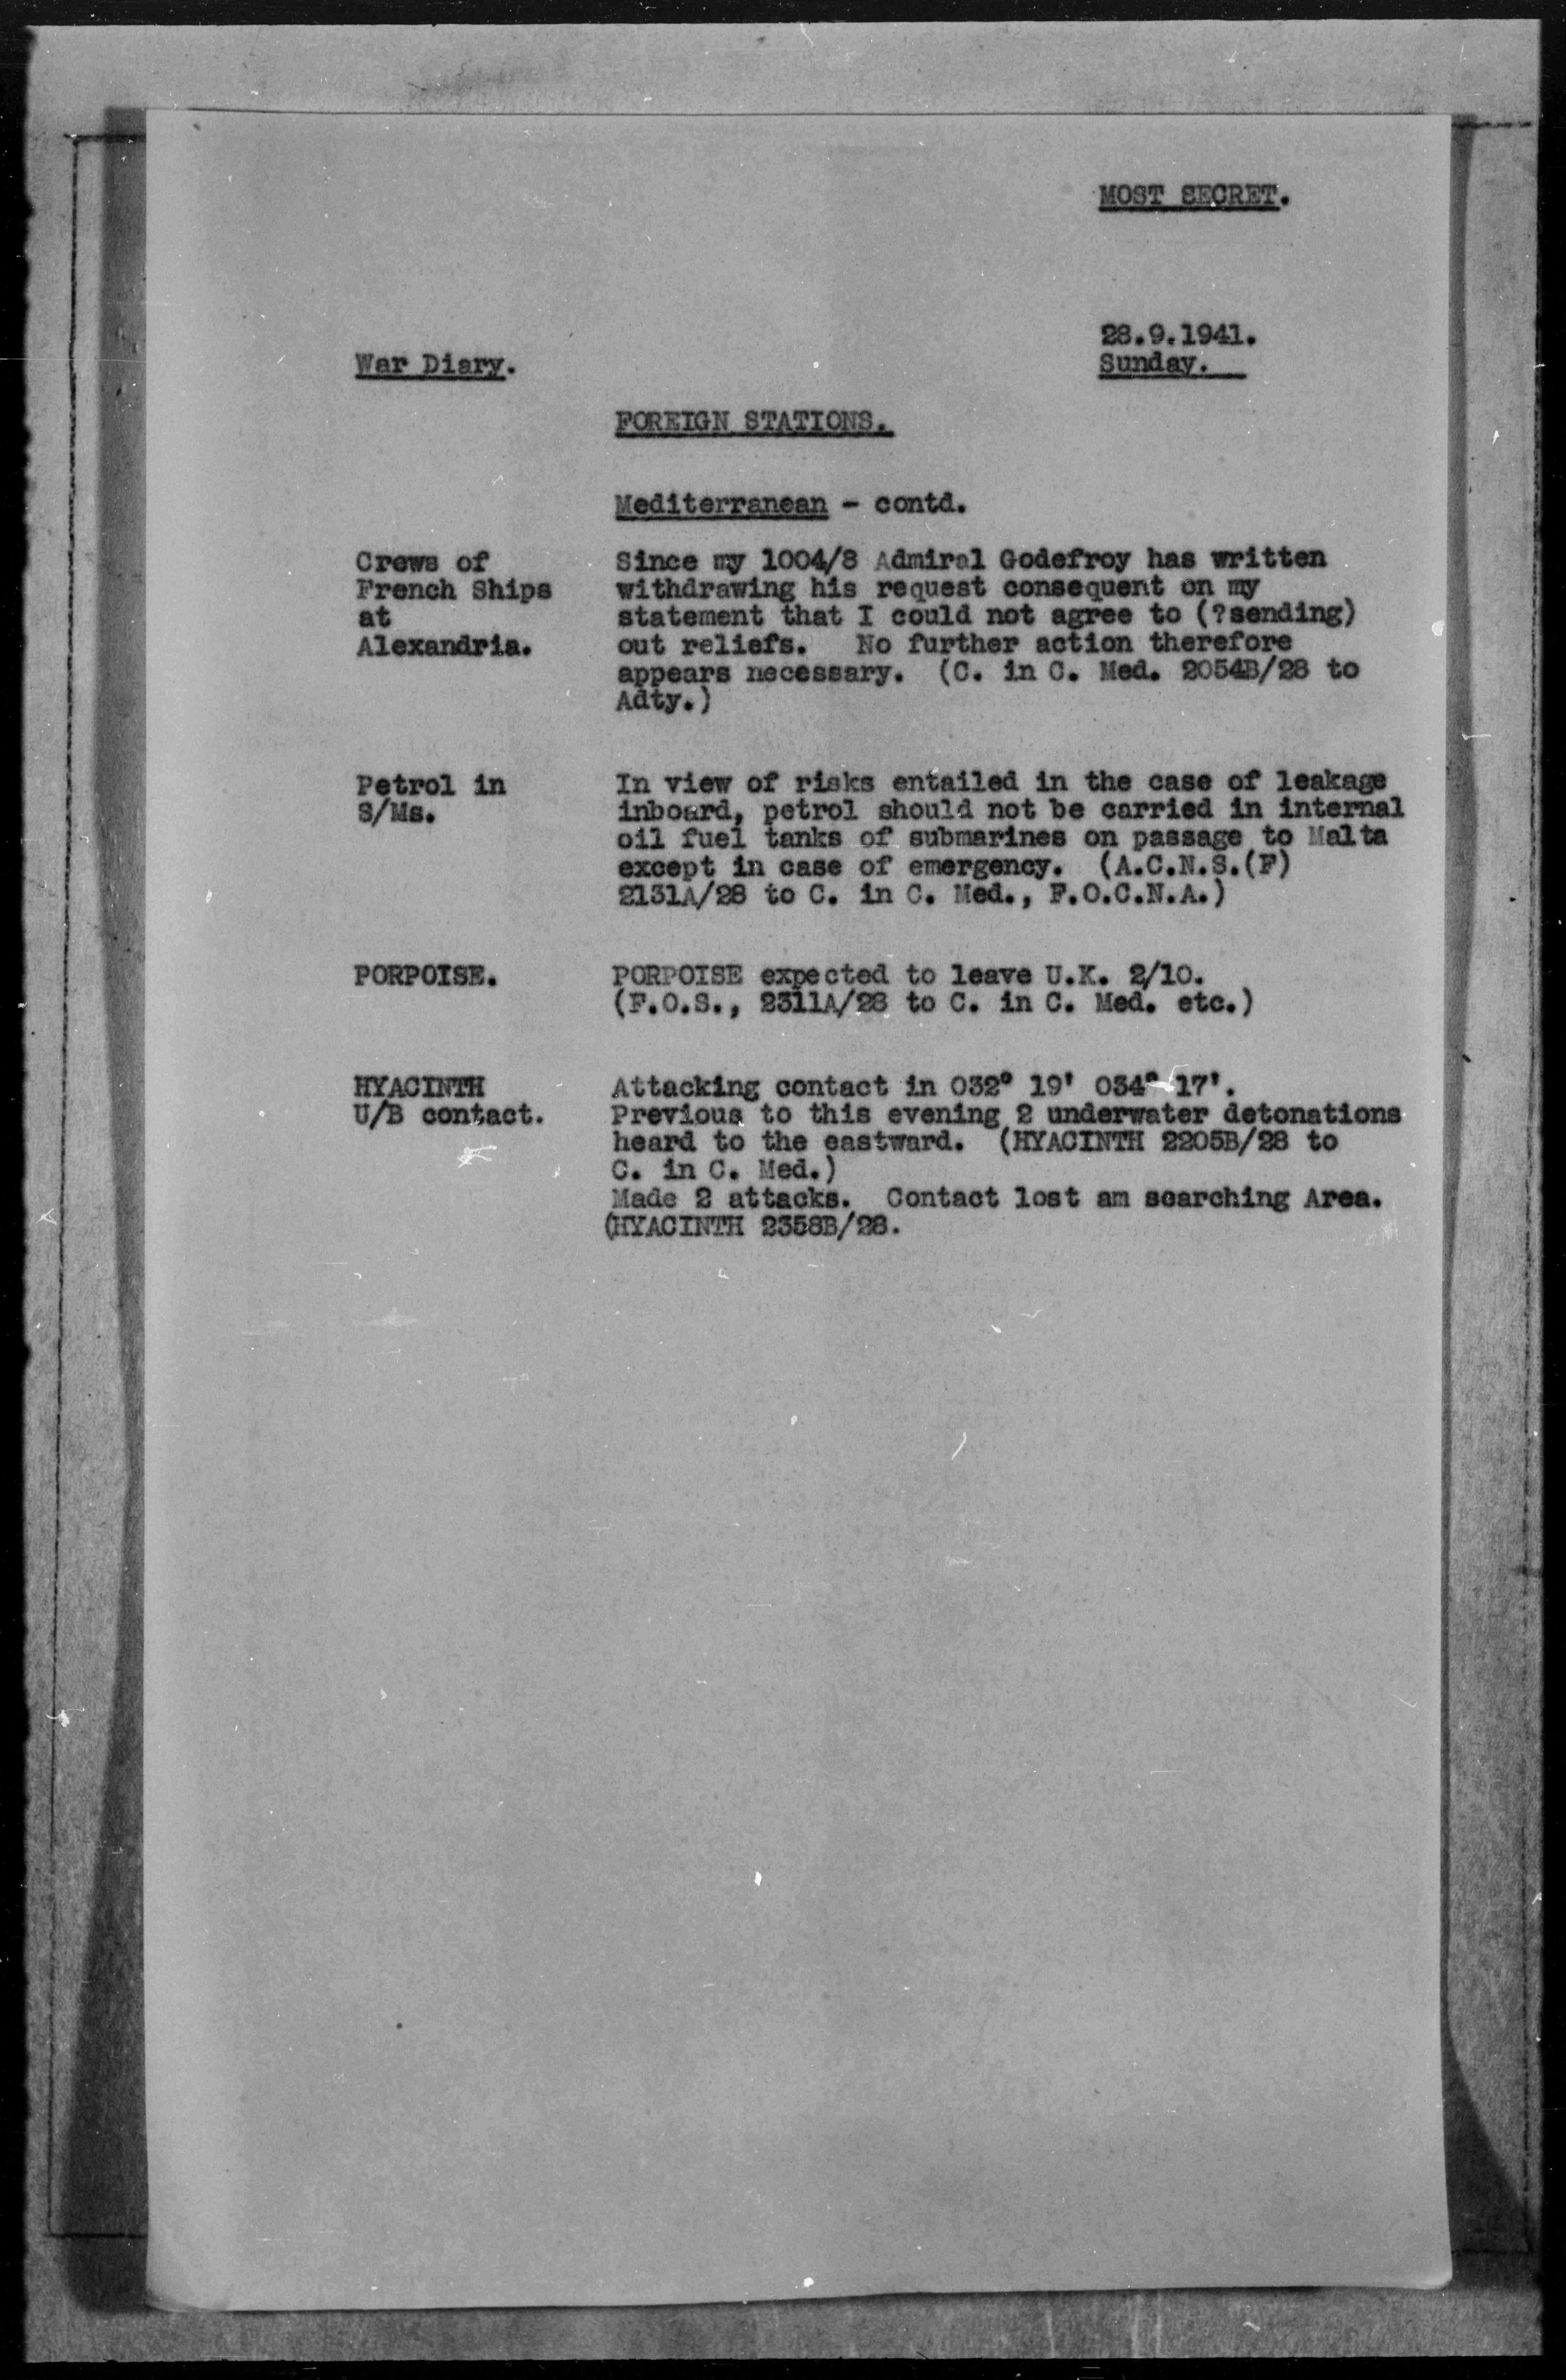 MOST SECRET.
28.9.1941.
War Diary.
Sunday.
FOREIGN STATIONS.
Mediterranean - contd.
Crews of
French Ships
at
Alexandria.
Since my 1004/8 Admiral Godefroy has written
withdrawing his request consequent on my
statement that I could not agree to (?sending)
out reliefs. No further action therefore
appears necessary. (C. in C. Med. 2054B/28 to
Adty.)
Petrol in
S/Ms.
In view of risks entailed in the case of leakage
inboard, petrol should not be carried in internal
oil fuel tanks of submarines on passage to Malta
except in case of emergency. (A.C.N.S.(F)
2131A/28 to C. in C. Med., F.O.C.N.A.)
PORPOISE.
PORPOISE expected to leave U.K. 2/10.
(F.O.S., 2311A/28 to C. in C. Med. etc.)
HYACINTH
U/B contact.
Attacking contact in 032° 19' 034° 17'.
Previous to this evening 2 underwater detonations
heard to the eastward. (HYACINTH 2205B/28 to
C. in C. Med.)
Made 2 attacks. Contact lost am searching Area.
(HYACINTH 2358B/28.